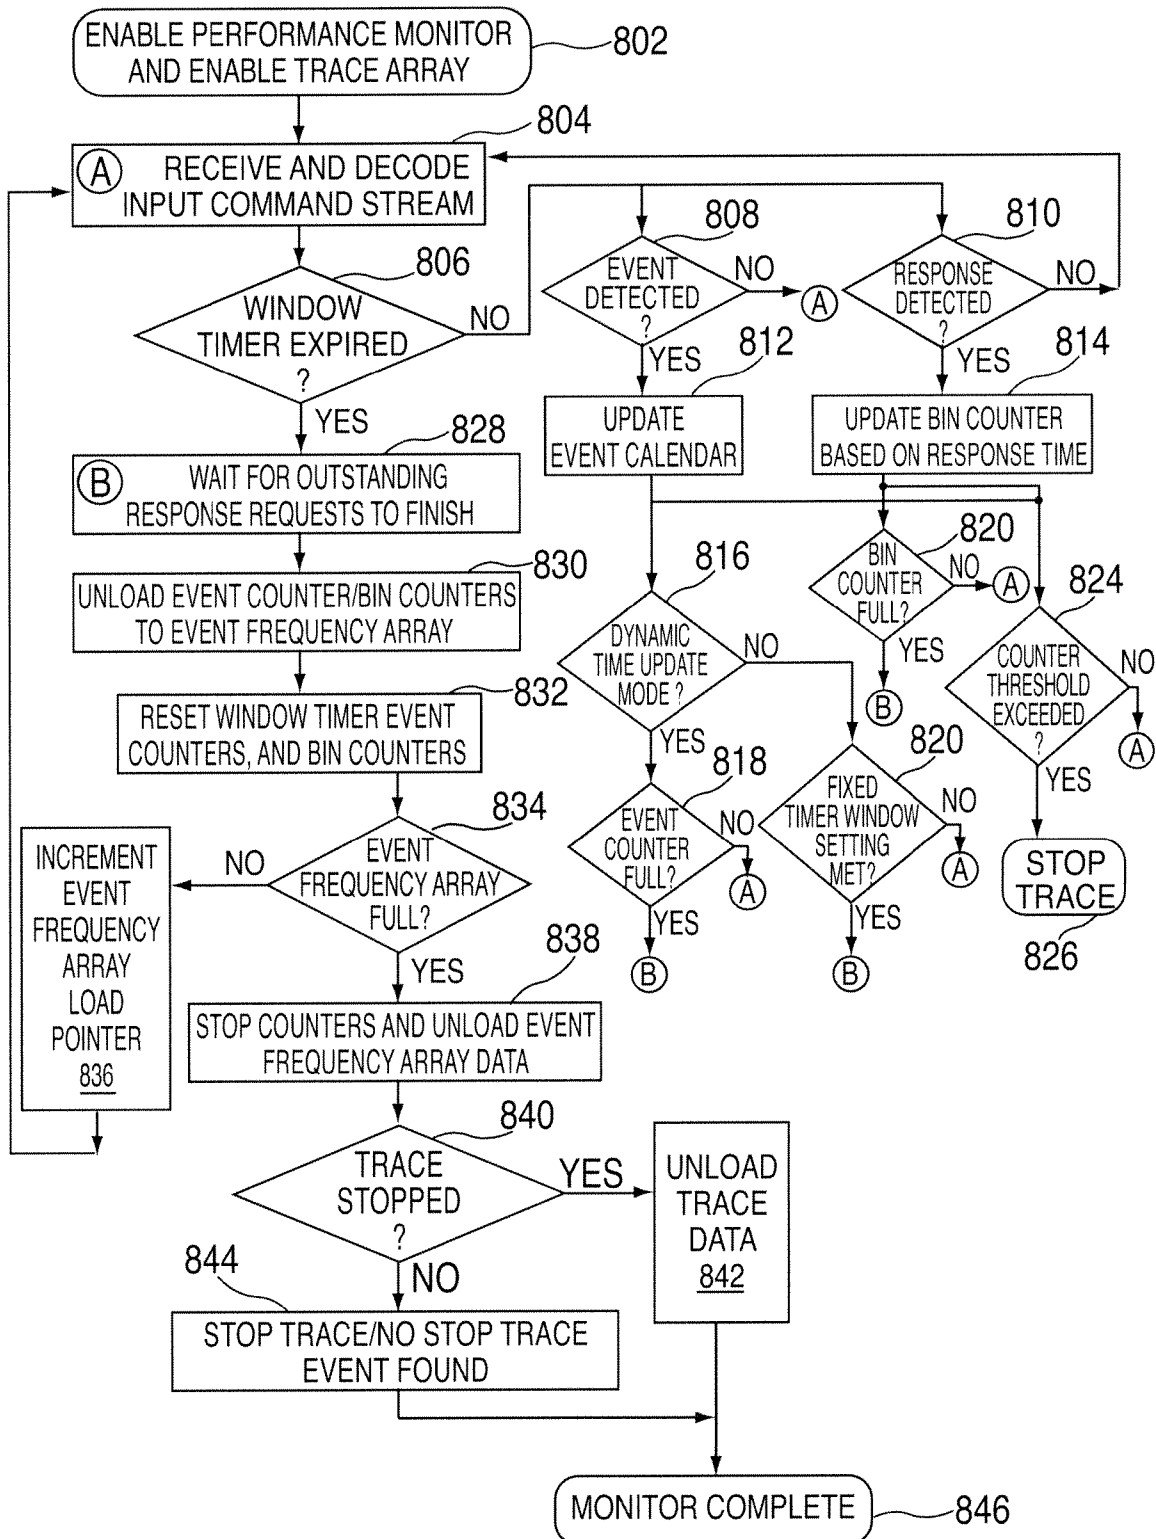 ENABLE PERFORMANCE MONITOR
AND ENABLE TRACE ARRAY
802
804
A
RECEIVE AND DECODE
INPUT COMMAND STREAM
806
WINDOW
TIMER EXPIRED
?
NO
YES
808
EVENT
DETECTED
?
NO
A
YES
810
RESPONSE
DETECTED
?
NO
YES
812
UPDATE
EVENT CALENDAR
814
UPDATE BIN COUNTER
BASED ON RESPONSE TIME
828
B
WAIT FOR OUTSTANDING
RESPONSE REQUESTS TO FINISH
830
UNLOAD EVENT COUNTER/BIN COUNTERS
TO EVENT FREQUENCY ARRAY
832
RESET WINDOW TIMER EVENT
COUNTERS, AND BIN COUNTERS
816
DYNAMIC
TIME UPDATE
MODE ?
NO
YES
820
BIN
COUNTER
FULL?
NO
A
YES
B
824
COUNTER
THRESHOLD
EXCEEDED
?
NO
A
YES
STOP
TRACE
826
818
EVENT
COUNTER
FULL?
NO
A
YES
B
820
FIXED
TIMER WINDOW
SETTING
MET?
NO
A
YES
B
834
EVENT
FREQUENCY ARRAY
FULL?
NO
YES
INCREMENT
EVENT
FREQUENCY
ARRAY
LOAD
POINTER
836
838
STOP COUNTERS AND UNLOAD EVENT
FREQUENCY ARRAY DATA
840
TRACE
STOPPED
?
YES
NO
UNLOAD
TRACE
DATA
842
844
STOP TRACE/NO STOP TRACE
EVENT FOUND
MONITOR COMPLETE
846